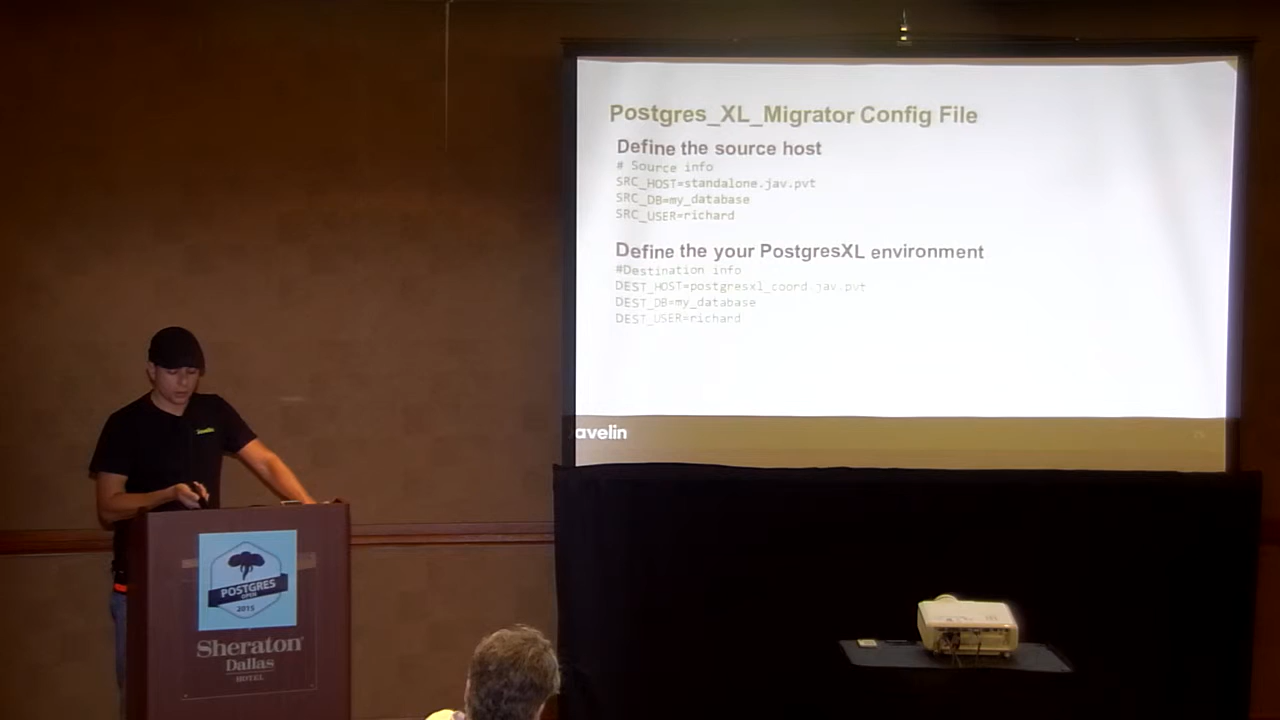 Postgres_XL_Migrator Config File
Define the source host
# Source info
SRC_HOST=standalone.jav.pvt
SRC_DB=my_database
SRC_USER=richard
Define the your PostgresXL environment
#Destination info
DEST_HOST=postgresxl_coord.jav.pvt
DEST_DB=my_database
DEST_USER=richard
avelin
POSTGRES
OPEN
2015
Sheraton
Dallas
HOTEL